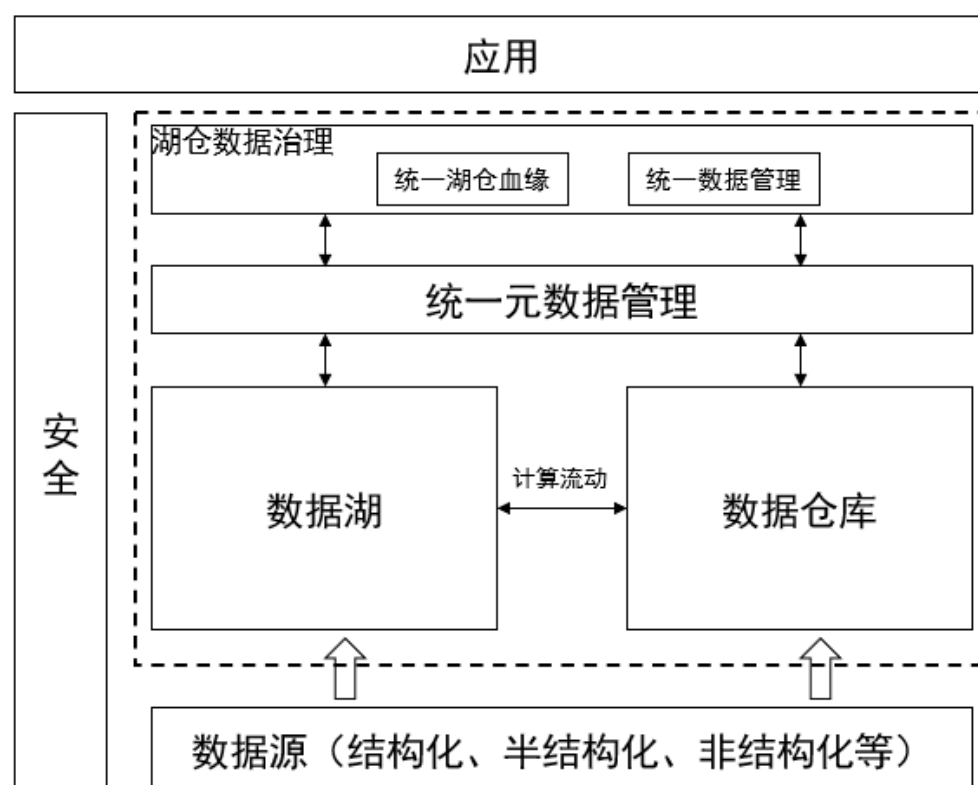 应用
湖仓数据治理
统一湖仓血缘
统一数据管理
统一元数据管理
安
全
数据湖
计算流动
数据仓库
数据源（结构化、半结构化、非结构化等）